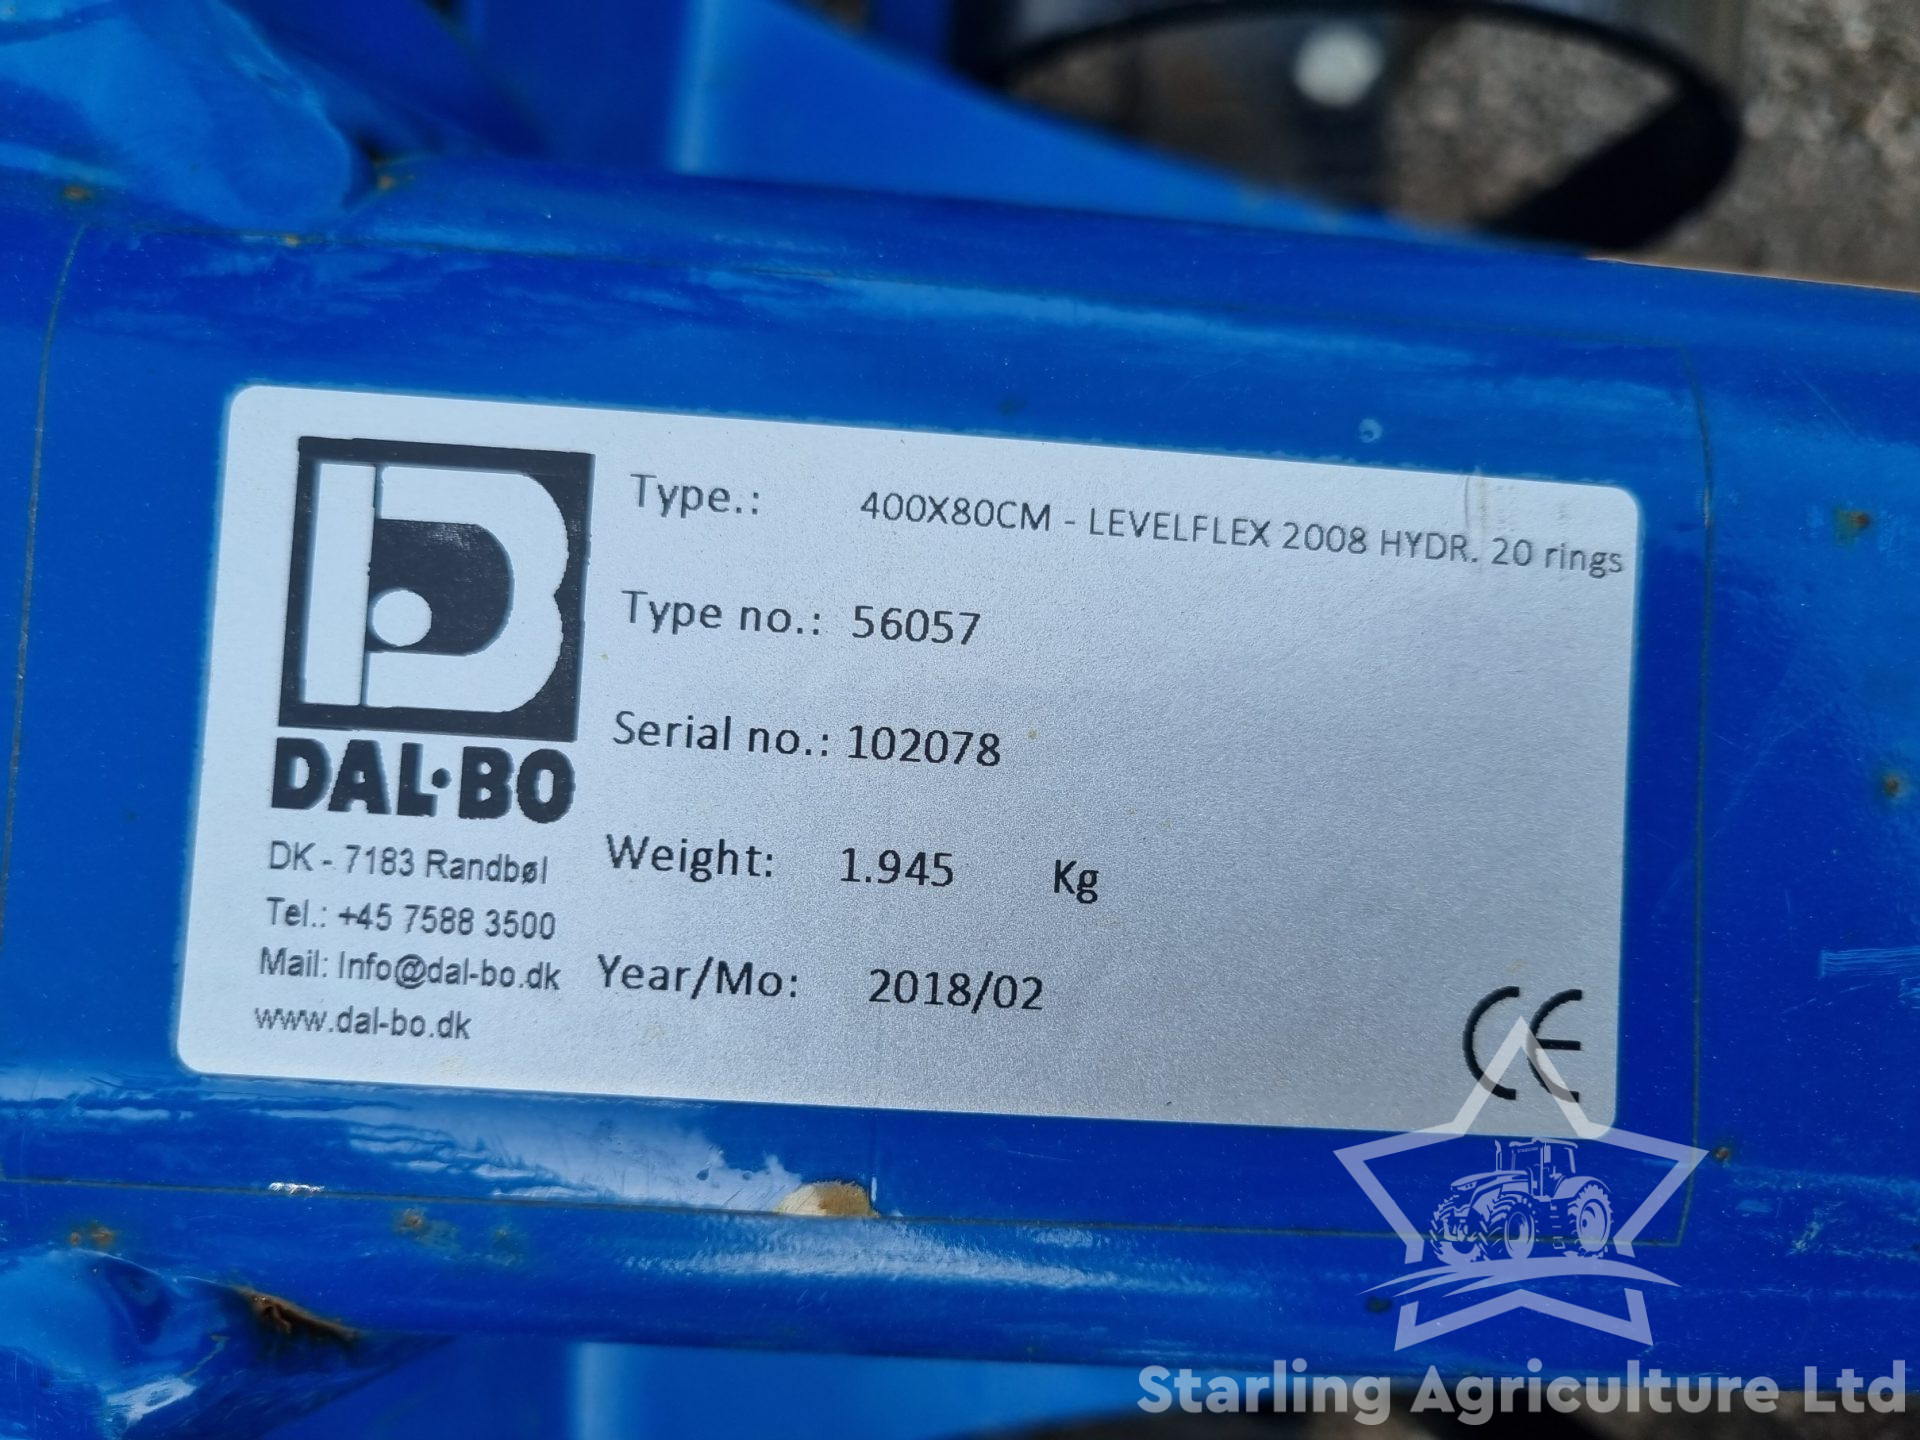 Type.: 400X80CM - LEVELFLEX 2008 HYDR. 20 rings
Type no.: 56057
Serial no.: 102078
Weight: 1.945 Kg
Year/Mo: 2018/02
DAL·BO
DK - 7183 Randbøl
Tel.: +45 7588 3500
Mail: Info@dal-bo.dk
www.dal-bo.dk
CE
Starling Agriculture Ltd